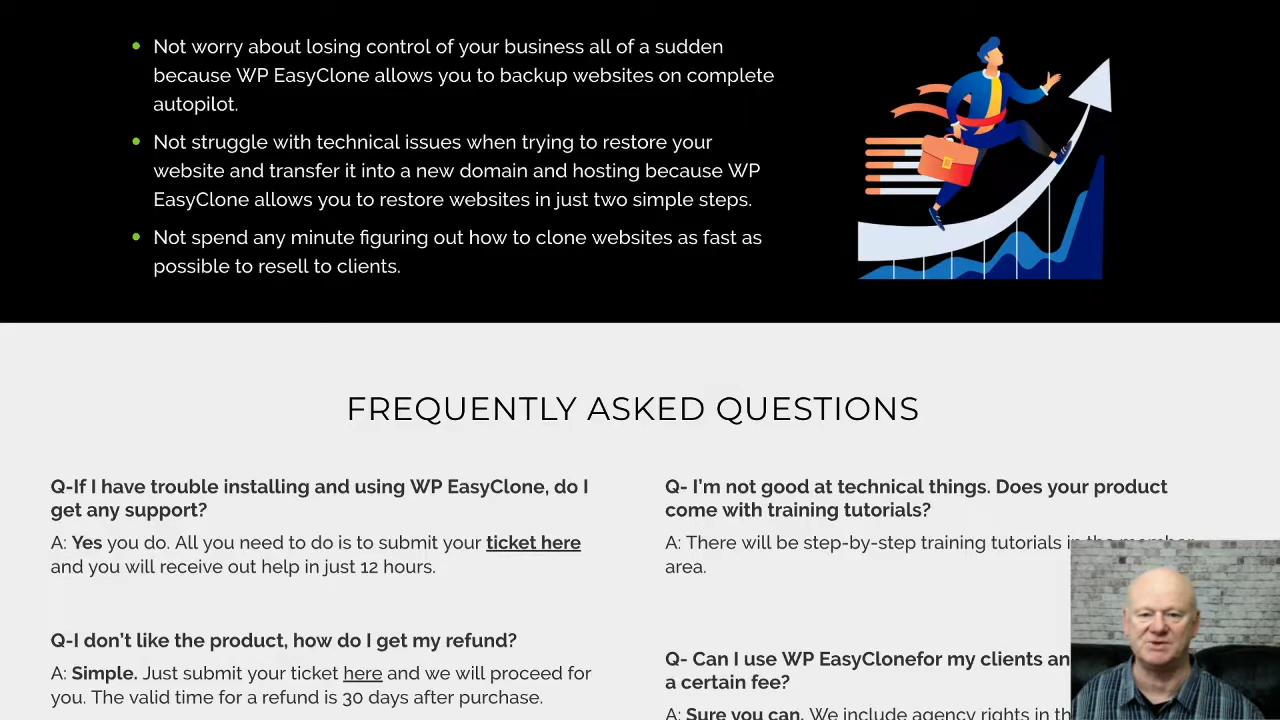 Not worry about losing control of your business all of a sudden
because WP EasyClone allows you to backup websites on complete
autopilot.
Not struggle with technical issues when trying to restore your
website and transfer it into a new domain and hosting because WP
EasyClone allows you to restore websites in just two simple steps.
Not spend any minute figuring out how to clone websites as fast as
possible to resell to clients.
FREQUENTLY ASKED QUESTIONS
Q-If I have trouble installing and using WP EasyClone, do I
get any support?
A: Yes you do. All you need to do is to submit your ticket here
and you will receive out help in just 12 hours.
Q-I don’t like the product, how do I get my refund?
A: Simple. Just submit your ticket here and we will proceed for
you. The valid time for a refund is 30 days after purchase.
Q- I’m not good at technical things. Does your product
come with training tutorials?
A: There will be step-by-step training tutorials in the member
area.
Q- Can I use WP EasyClonefor my clients an
a certain fee?
A: Sure you can. We include agency rights in th